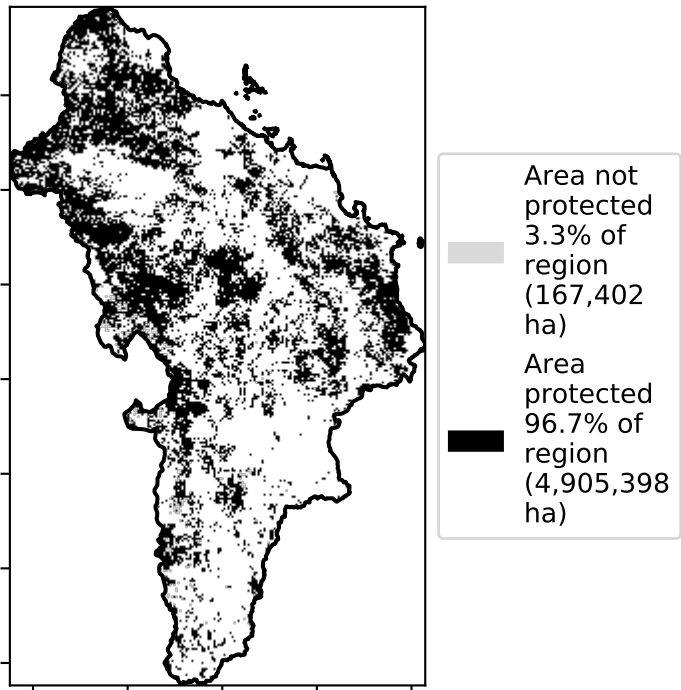 Area not
protected
3.3% of
region
(167,402
ha)
Area
protected
96.7% of
region
(4,905,398
ha)